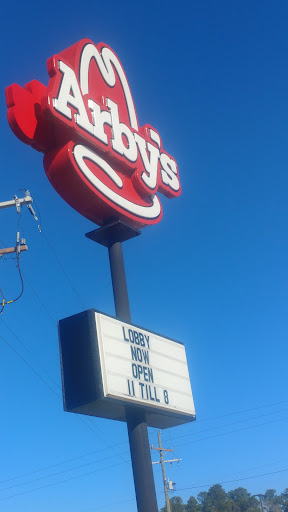 Arby's
LOBBY
NOW
OPEN
11 TILL 8